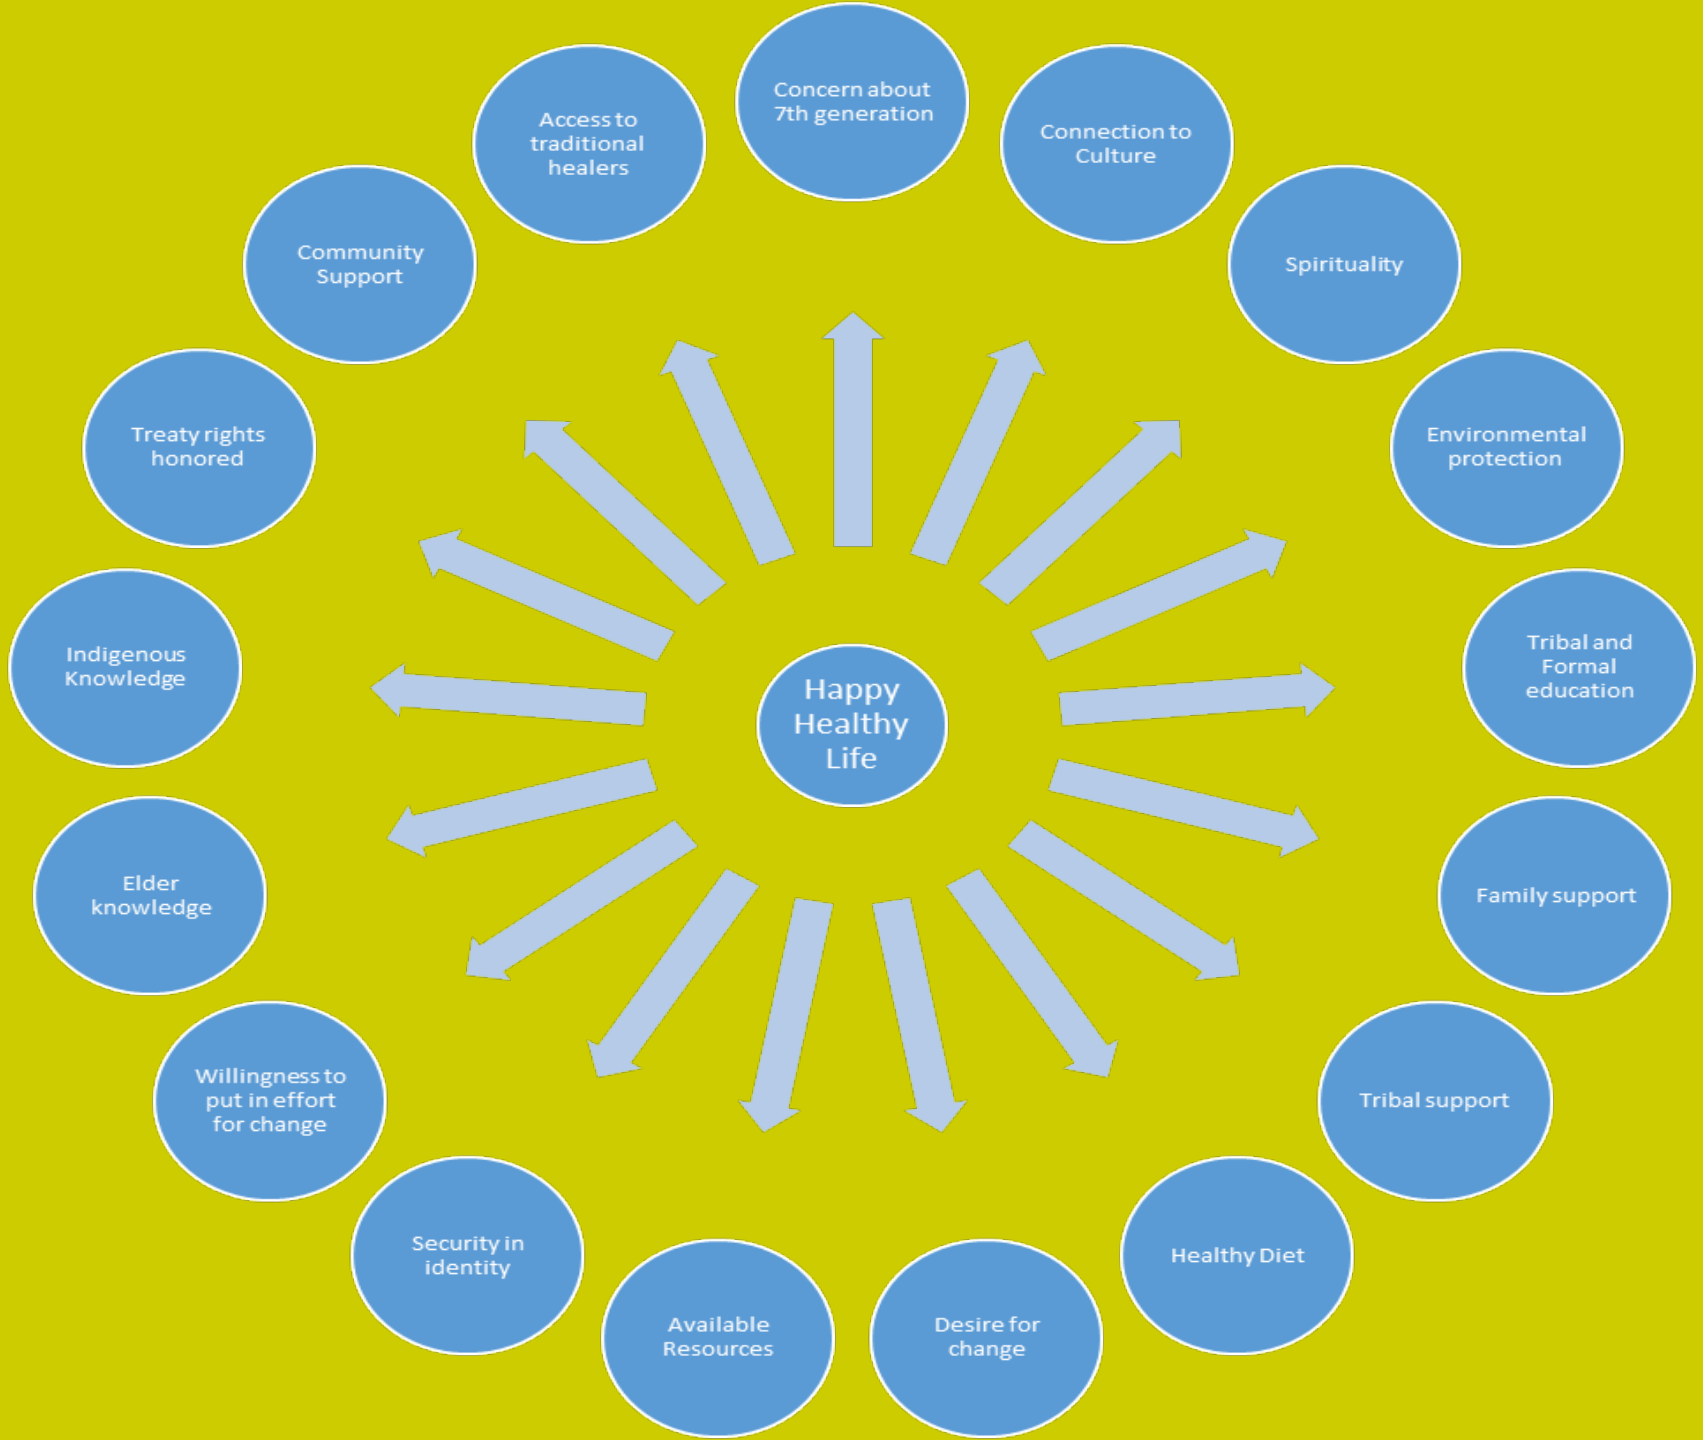 Concern about
7th generation
Connection to
Culture
Spirituality
Environmental
protection
Tribal and
Formal
education
Family support
Tribal support
Healthy Diet
Desire for
change
Available
Resources
Security in
identity
Willingness to
put in effort
for change
Elder
knowledge
Indigenous
Knowledge
Treaty rights
honored
Community
Support
Access to
traditional
healers
Happy
Healthy
Life